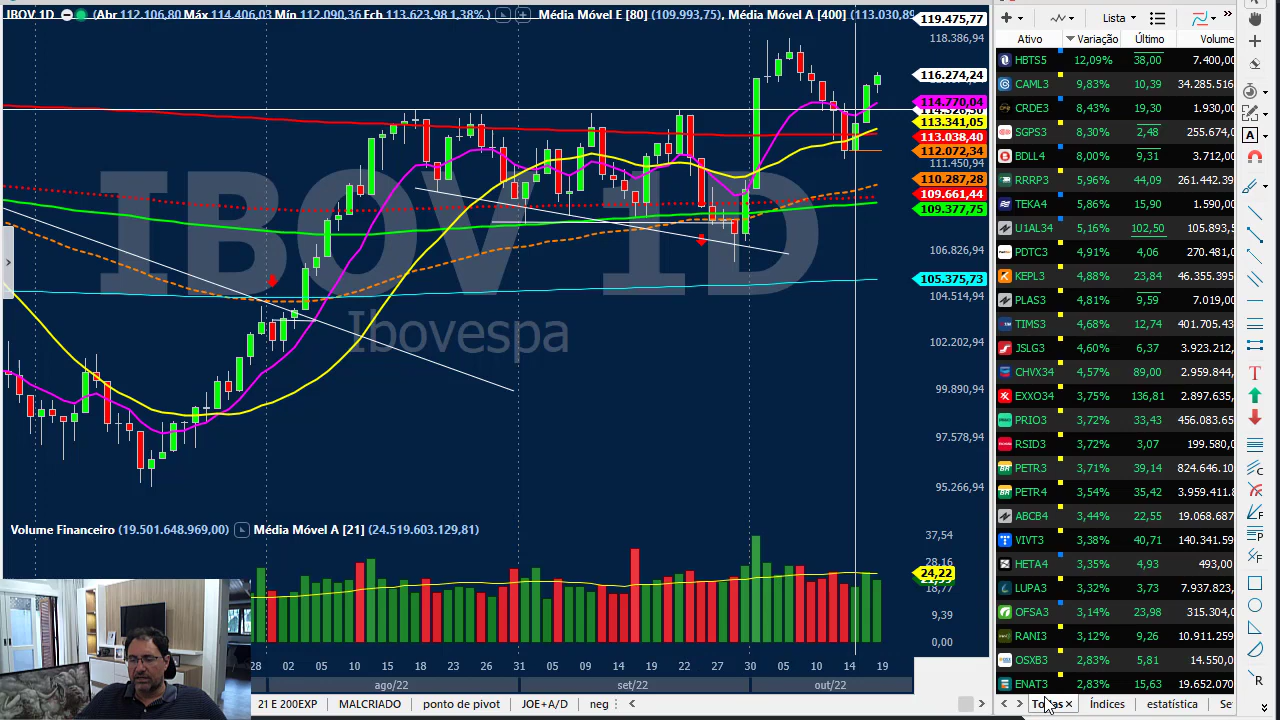 IBOV 1D (Abr 112.106,80 Máx 114.406,03 Mín 112.090,36 Fch 113.623,98 1,38%) Média Móvel E [80] (109.993,75), Média Móvel A [400] (113.030,89
119.475,77
118.386,94
116.274,24
114.770,04
113.341,05
113.038,40
112.072,34
111.450,94
110.287,28
109.661,44
109.377,75
106.826,94
105.375,73
104.514,94
102.202,94
99.890,94
97.578,94
95.266,94
IBOV 1D
Ibovespa
Volume Financeiro (19.501.648.969,00) Média Móvel A [21] (24.519.603.129,81)
37,54
28,16
24,22
18,77
9,39
0,00
28 02 05 10 15 18 23 26 31 06 09 14 19 22 27 30 05 10 14 19
ago/22 set/22 out/22
21 E 200EXP MALCRIADO ponto de pivot JOE+A/D neg
Lista
Ativo Variação Último Volume
HBTS5 12,09% 38,00 7.400,0
CAML3 9,83% 10,39 34.285.516
CRDE3 8,43% 19,30 1.930,0
SGPS3 8,30% 2,48 255.674,0
BDLL4 8,00% 9,31 3.712,0
RRRP3 5,96% 44,09 261.412.193
TEKA4 5,86% 15,90 1.590,0
U1AL34 5,16% 102,50 205,0
PDTC3 4,91% 4,06 270.481,0
KEPL3 4,88% 23,84 46.355.395
PLAS3 4,81% 9,59 7.019,0
TIMS3 4,68% 12,74 401.705.43
JSLG3 4,60% 6,37 3.923.212,
CHVX34 4,57% 89,00 2.959.844,
EXXO34 3,75% 136,81 2.897.635,
PRIO3 3,72% 33,43 456.083.65
RSID3 3,72% 3,07 199.580,0
PETR3 3,71% 39,14 824.646.10
PETR4 3,54% 35,42 3.959.411.
ABCB4 3,44% 22,55 19.068.687
VIVT3 3,38% 40,71 140.341.59
HETA4 3,35% 4,93 493,00
LUPA3 3,32% 3,73 7.937.823,
OFSA3 3,14% 23,98 315.304,0
RANI3 3,12% 9,26 10.911.259
OSXB3 2,83% 5,81 14.550,0
ENAT3 2,83% 15,63 19.652.070
Todas Índices estatística Se